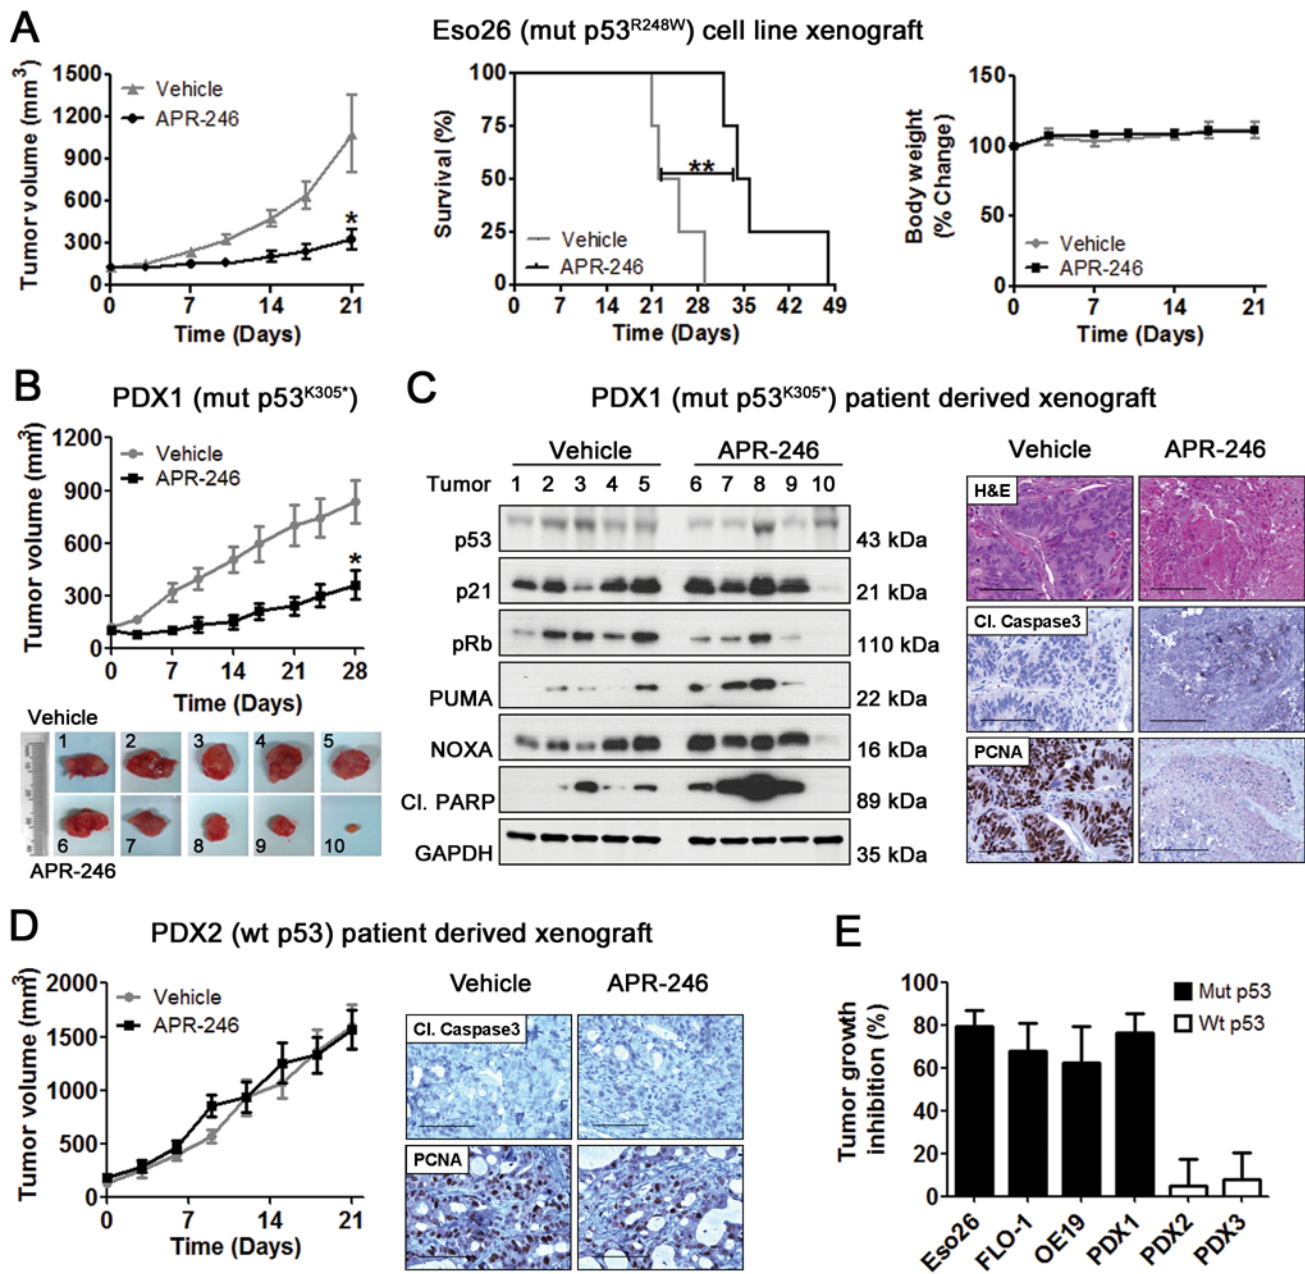 A
Eso26 (mut p53R248W) cell line xenograft
Tumor volume (mm3)
1500
1200
900
600
300
0
Vehicle
APR-246
*
0 7 14 21
Time (Days)
Survival (%)
100
75
50
25
0
**
Vehicle
APR-246
0 7 14 21 28 35 42 49
Time (Days)
Body weight
(% Change)
150
100
50
0
Vehicle
APR-246
0 7 14 21
Time (Days)
B
PDX1 (mut p53K305*)
Tumor volume (mm3)
1200
900
600
300
0
Vehicle
APR-246
*
0 7 14 21 28
Time (Days)
Vehicle
1 2 3 4 5
6 7 8 9 10
APR-246
C
PDX1 (mut p53K305*) patient derived xenograft
Vehicle APR-246
Tumor 1 2 3 4 5 6 7 8 9 10
p53 43 kDa
p21 21 kDa
pRb 110 kDa
PUMA 22 kDa
NOXA 16 kDa
Cl. PARP 89 kDa
GAPDH 35 kDa
Vehicle APR-246
H&E
Cl. Caspase3
PCNA
D
PDX2 (wt p53) patient derived xenograft
Tumor volume (mm3)
2000
1500
1000
500
0
Vehicle
APR-246
0 7 14 21
Time (Days)
Vehicle APR-246
Cl. Caspase3
PCNA
E
Tumor growth
inhibition (%)
100
80
60
40
20
0
Mut p53
Wt p53
Eso26
FLO-1
OE19
PDX1
PDX2
PDX3